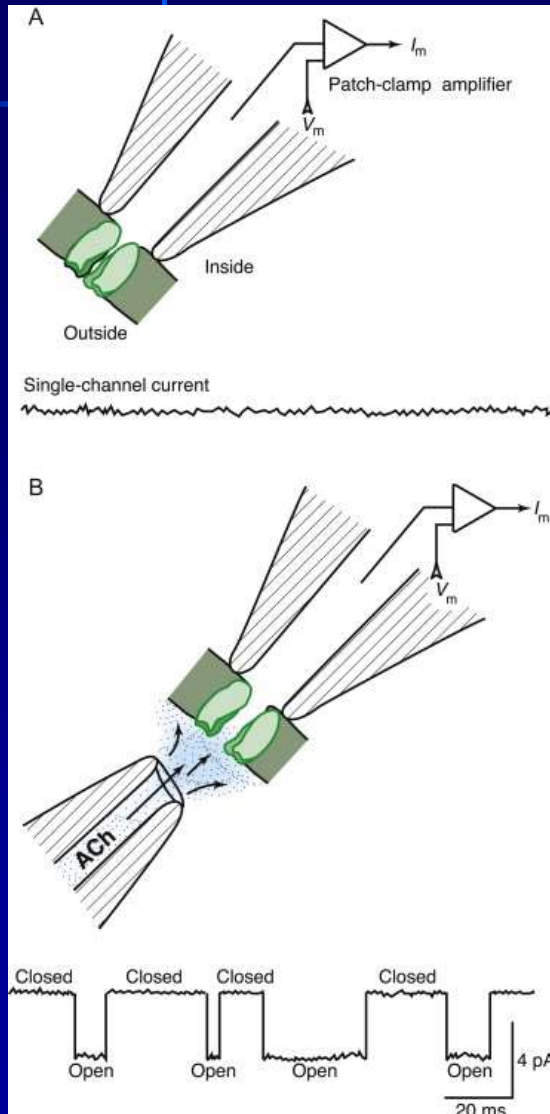 A
Im
Patch-clamp amplifier
Vm
Inside
Outside
Single-channel current
B
Im
Vm
ACh
Closed Closed Closed Closed
Open Open Open Open
4 pA
20 ms